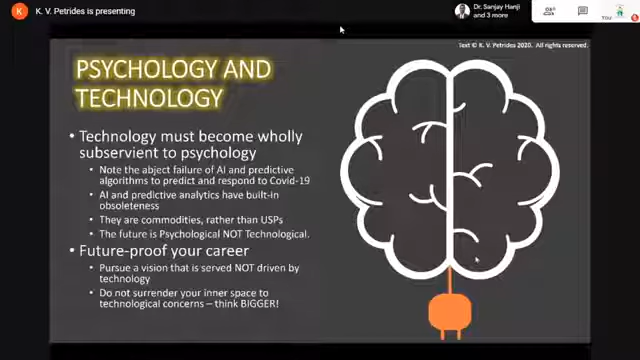 K
K. V. Petrides is presenting
Dr. Sanjay Hanji
and 3 more
YOU
Text © K. V. Petrides 2020. All rights reserved.
PSYCHOLOGY AND
TECHNOLOGY
• Technology must become wholly
subservient to psychology
• Note the abject failure of AI and predictive
algorithms to predict and respond to Covid-19
• AI and predictive analytics have built-in
obsoleteness
• They are commodities, rather than USPs
• The future is Psychological NOT Technological.
• Future-proof your career
• Pursue a vision that is served NOT driven by
technology
• Do not surrender your inner space to
technological concerns – think BIGGER!